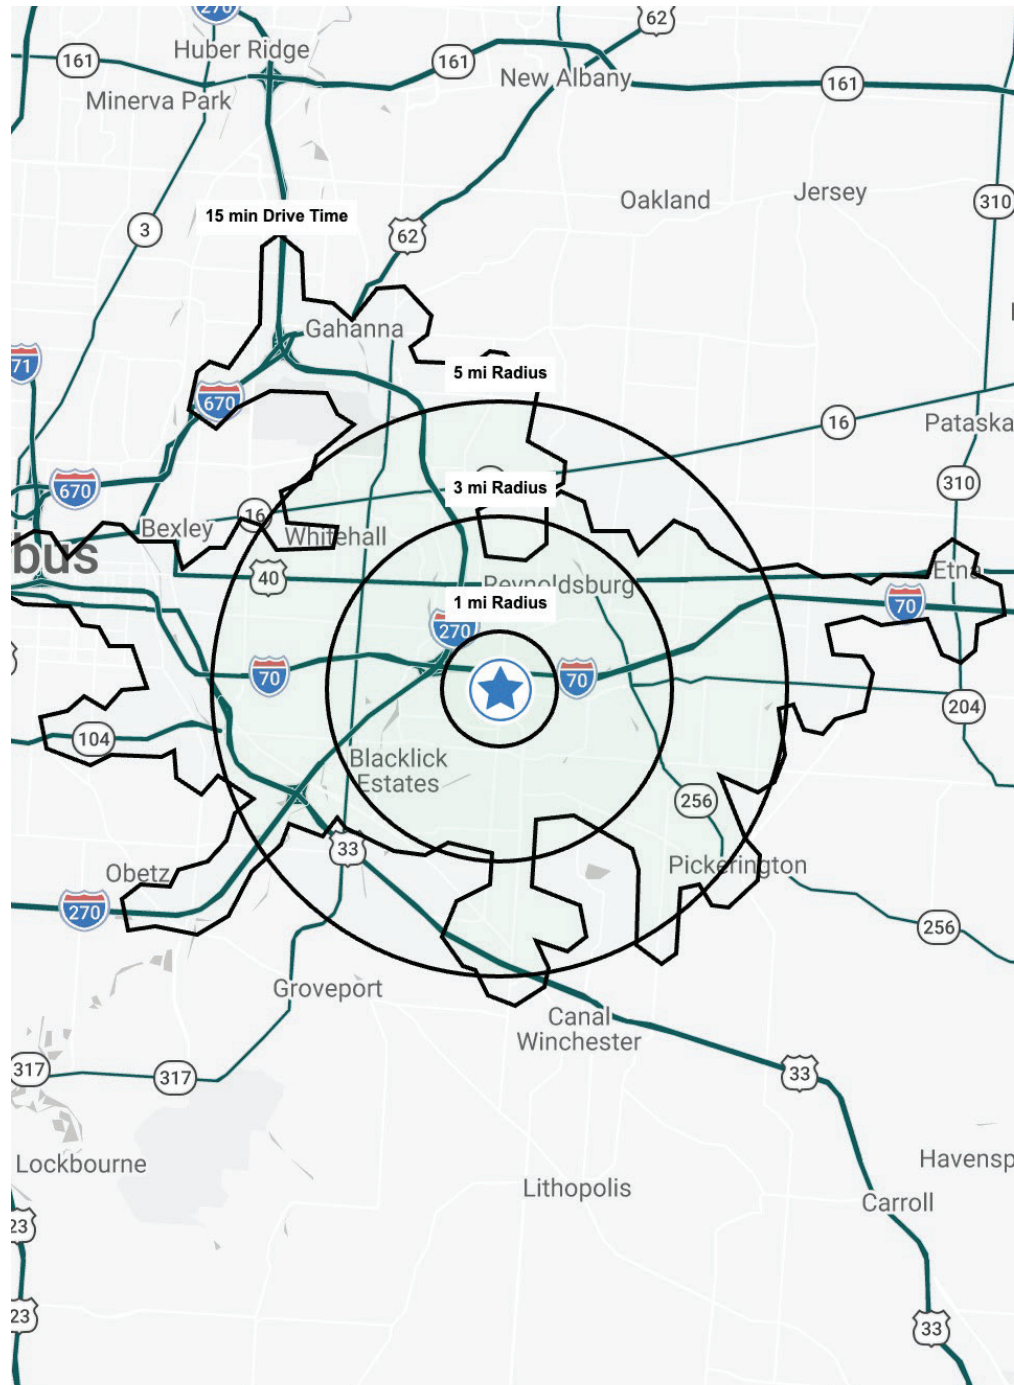 270
62
Huber Ridge
161
161
New Albany
161
Minerva Park
Oakland
Jersey
310
15 min Drive Time
3
62
Gahanna
71
5 mi Radius
670
16
Pataska
670
3 mi Radius
310
16
Bexley
Whitehall
bus
40
Reynoldsburg
Etna
1 mi Radius
70
270
70
70
204
104
Blacklick
Estates
256
33
Obetz
Pickerington
270
256
Groveport
Canal
Winchester
317
317
33
Lockbourne
Havensp
Lithopolis
Carroll
23
23
33